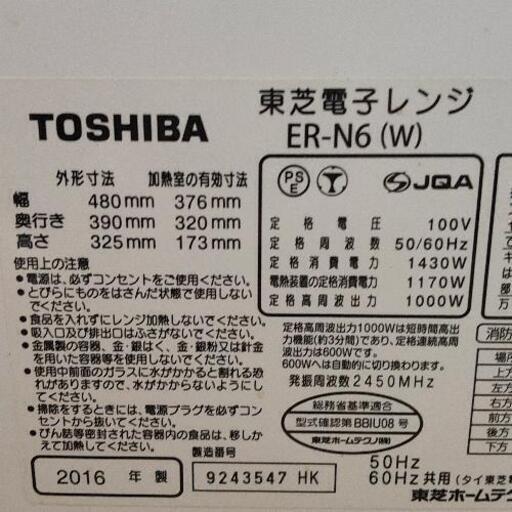 TOSHIBA
東芝電子レンジ
ER-N6 (W)
外形寸法 加熱室の有効寸法
幅 480mm 376mm
奥行き 390mm 320mm
高さ 325mm 173mm
PS
E
JQA
定格電圧 100V
定格周波数 50/60Hz
定格消費電力 1430W
電熱装置の定格消費電力 1170W
定格高周波出力 1000W
使用上の注意
●電源は、必ずコンセントをご使用ください。
●とびらにものをはさんだ状態で使用しないでください。
●食品を入れずにレンジ加熱しないでください。
●吸入口及び排出口はふさがないでください。
●金属製の容器、金・銀はく、金・銀粉又は針金を用いた容器等を使用しないでください。
●使用中前面のガラスに水がかかると割れる恐れがありますので、水がかからないようにしてください。
●掃除をするときには、電源プラグを必ずコンセントから抜いてください。
●びん詰等密封された容器内の食品は、移しかえて加熱してください。
定格高周波出力1000Wは短時間高出力機能(約3分間)であり、定格連続高周波出力は600Wです。
600Wへは自動的に切り換わります。
発振周波数2450MHz
総務省基準適合
型式確認第BBIU08号
東芝ホームテクノ(株)
2016 年製
製造番号
9243547 HK
50Hz
60Hz 共用 (タイ東芝
東芝ホームテク
消防
場所
上方
左方
右方
前方
後方
下方